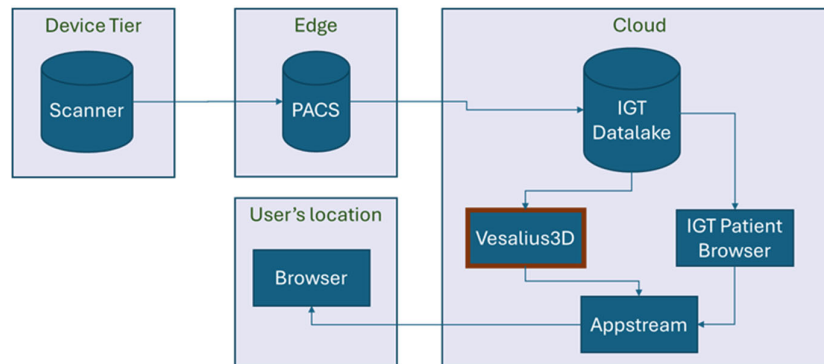 Device Tier
Edge
Cloud
Scanner
PACS
IGT
Datalake
User's location
Browser
Vesalius3D
IGT Patient
Browser
Appstream